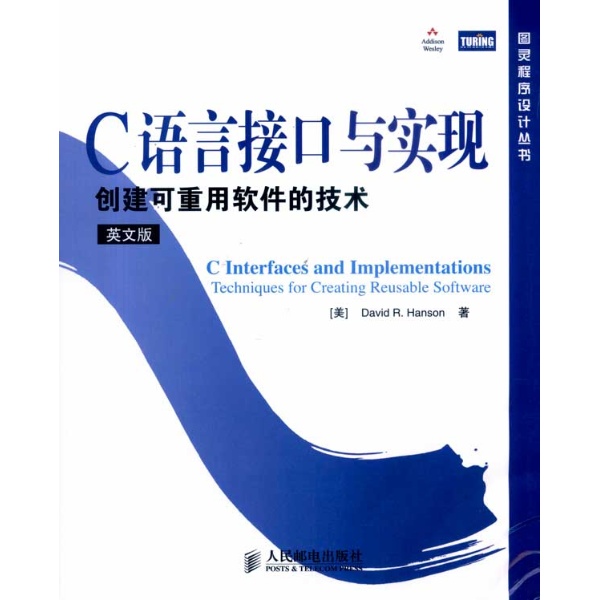 Addison
Wesley
TURING
图灵程序设计丛书
C语言接口与实现
创建可重用软件的技术
英文版
C Interfaces and Implementations
Techniques for Creating Reusable Software
[美] David R. Hanson 著
人民邮电出版社
POSTS & TELECOM PRESS